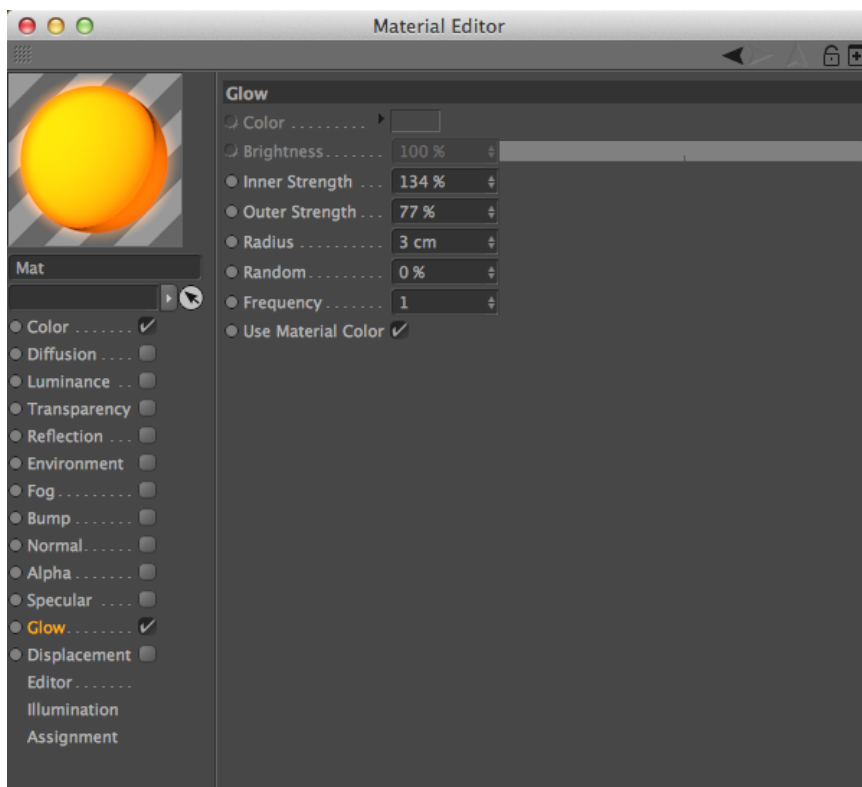 Material Editor
Glow
Color .........
Brightness....... 100 %
Inner Strength ... 134 %
Outer Strength ... 77 %
Radius .......... 3 cm
Random......... 0 %
Frequency ....... 1
Use Material Color
Mat
Color .......
Diffusion ....
Luminance ..
Transparency
Reflection ...
Environment
Fog.........
Bump .......
Normal......
Alpha .......
Specular ....
Glow........
Displacement
Editor.......
Illumination
Assignment